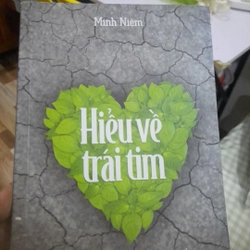 Minh Niệm
Hiểu về
trái tim